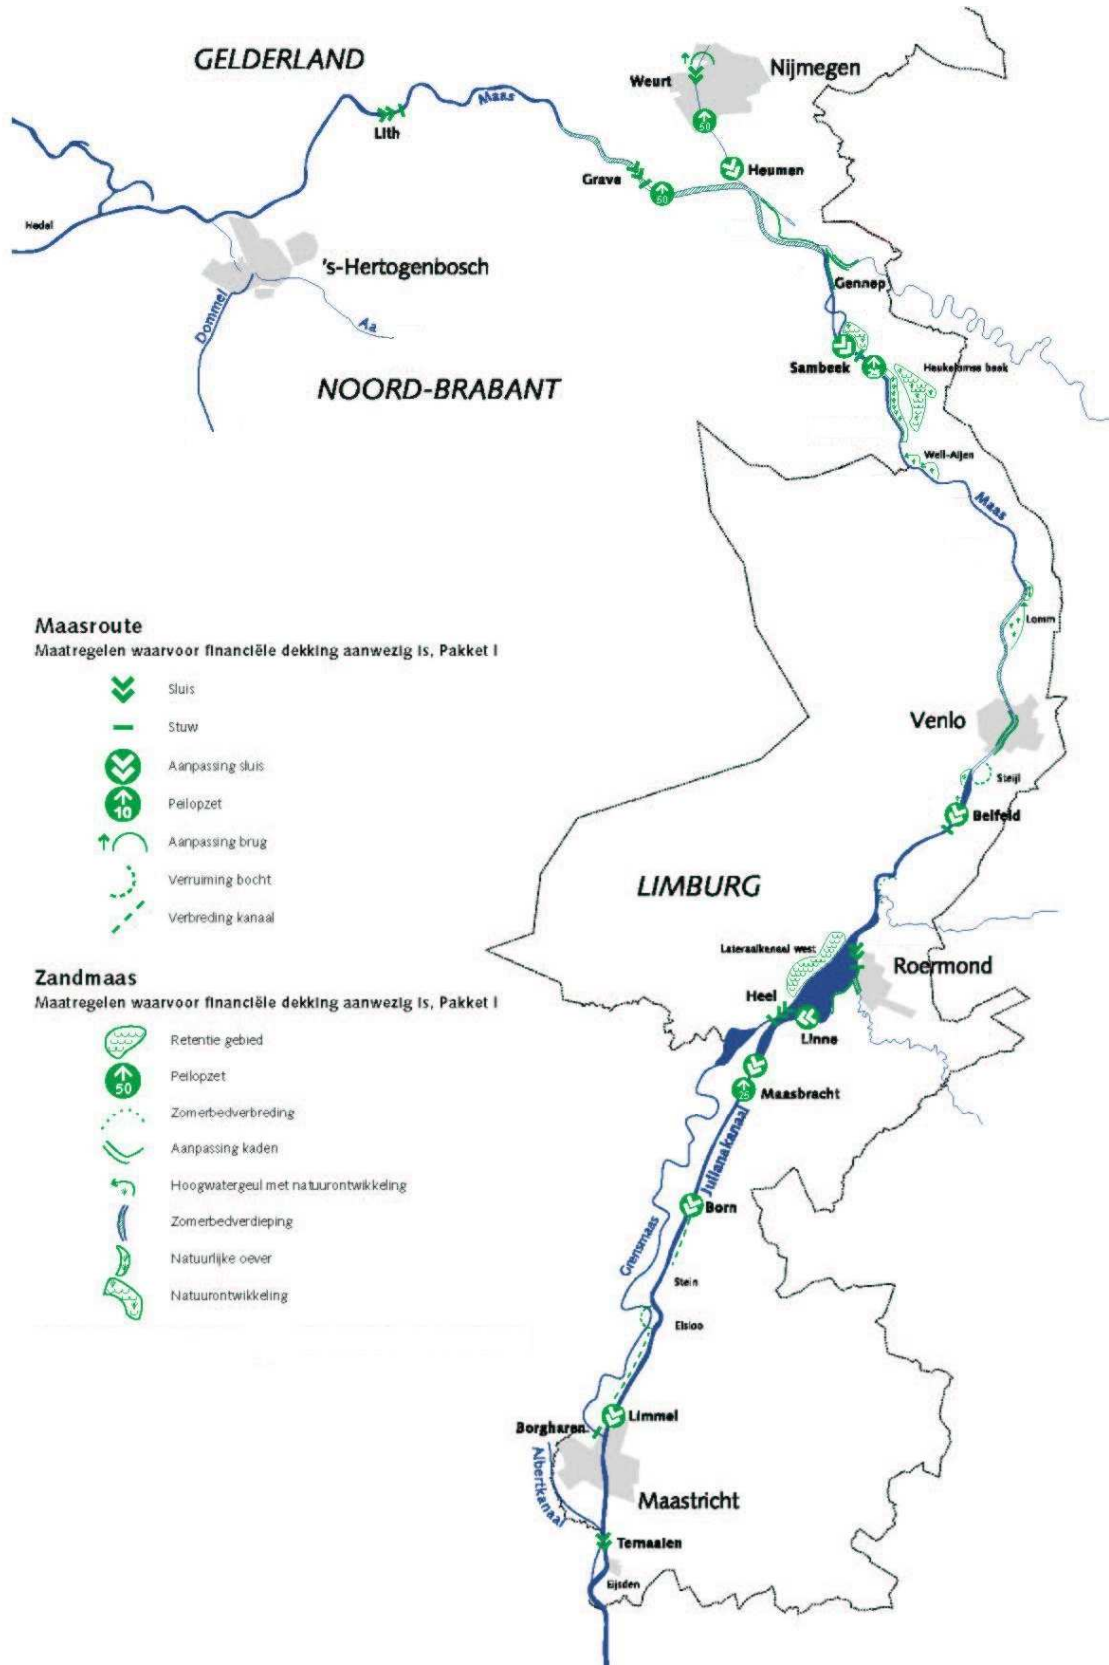 GELDERLAND
Nijmegen
Weurt
Maas
Lith
50
Heumen
Grave
Hedel
's-Hertogenbosch
Gennep
Dommel
Aa
Sambeek
25
NOORD-BRABANT
Well-Aijen
Maas
Maasroute
Maatregelen waarvoor financiële dekking aanwezig is, Pakket I
Sluis
Stuw
Aanpassing sluis
10
Peilopzet
Aanpassing brug
Verruiming bocht
Verbreding kanaal
Zandmaas
Maatregelen waarvoor financiële dekking aanwezig is, Pakket I
Retentie gebied
50
Peilopzet
Zomerbedverbreding
Aanpassing kaden
Hoogwatergeul met natuurontwikkeling
Zomerbedverdieping
Natuurlijke oever
Natuurontwikkeling
Lomm
Venlo
Steijl
Belfeld
LIMBURG
Lateraalkanaal west
Roermond
Heel
Linne
Maasbracht
25
Julianakanaal
Born
Grensmaas
Stein
Elsloo
Limmel
Borgharen
Albertkanaal
Maastricht
Ternaaien
Eijsden